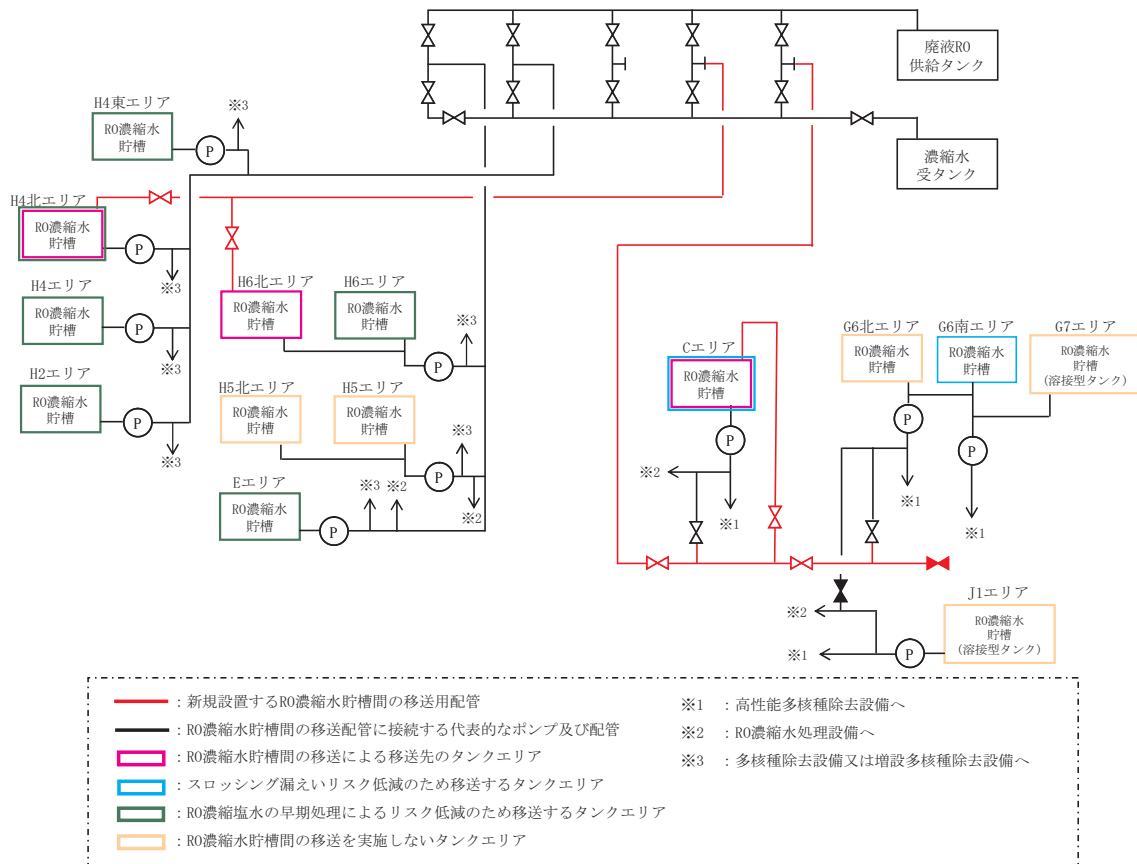 廃液RO
供給タンク
濃縮水
受タンク
H4東エリア
RO濃縮水
貯槽
P
※3
H4北エリア
RO濃縮水
貯槽
P
※3
H4エリア
RO濃縮水
貯槽
P
※3
H2エリア
RO濃縮水
貯槽
P
※3
H6北エリア
RO濃縮水
貯槽
H6エリア
RO濃縮水
貯槽
P
※3
H5北エリア
RO濃縮水
貯槽
H5エリア
RO濃縮水
貯槽
P
※3
※2
Eエリア
RO濃縮水
貯槽
P
※3
※2
Cエリア
RO濃縮水
貯槽
P
※2
※1
G6北エリア
RO濃縮水
貯槽
P
※1
G6南エリア
RO濃縮水
貯槽
P
※1
G7エリア
RO濃縮水
貯槽
(溶接型タンク)
J1エリア
RO濃縮水
貯槽
(溶接型タンク)
P
※2
※1
：新規設置するRO濃縮水貯槽間の移送用配管
：RO濃縮水貯槽間の移送配管に接続する代表的なポンプ及び配管
：RO濃縮水貯槽間の移送による移送先のタンクエリア
：スロッシング漏えいリスク低減のため移送するタンクエリア
：RO濃縮塩水の早期処理によるリスク低減のため移送するタンクエリア
：RO濃縮水貯槽間の移送を実施しないタンクエリア
※1　：高性能多核種除去設備へ
※2　：RO濃縮水処理設備へ
※3　：多核種除去設備又は増設多核種除去設備へ